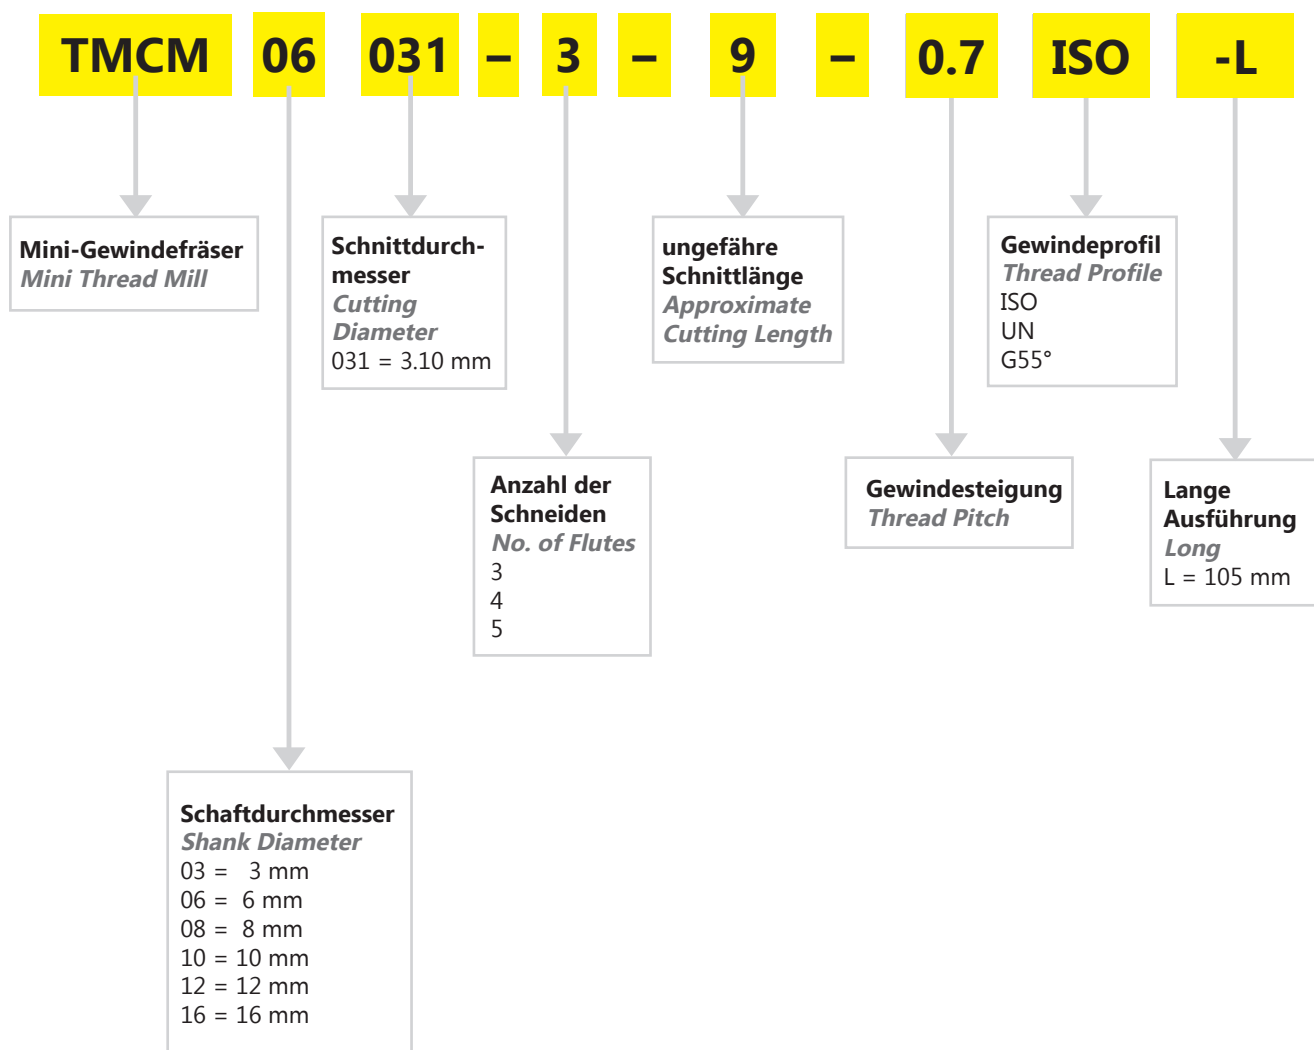 TMCM 06 031 – 3 – 9 – 0.7 ISO -L
Mini-Gewindefräser
Mini Thread Mill
Schnittdurch-
messer
Cutting
Diameter
031 = 3.10 mm
ungefähre
Schnittlänge
Approximate
Cutting Length
Gewindeprofil
Thread Profile
ISO
UN
G55°
Anzahl der
Schneiden
No. of Flutes
3
4
5
Gewindesteigung
Thread Pitch
Lange
Ausführung
Long
L = 105 mm
Schaftdurchmesser
Shank Diameter
03 = 3 mm
06 = 6 mm
08 = 8 mm
10 = 10 mm
12 = 12 mm
16 = 16 mm